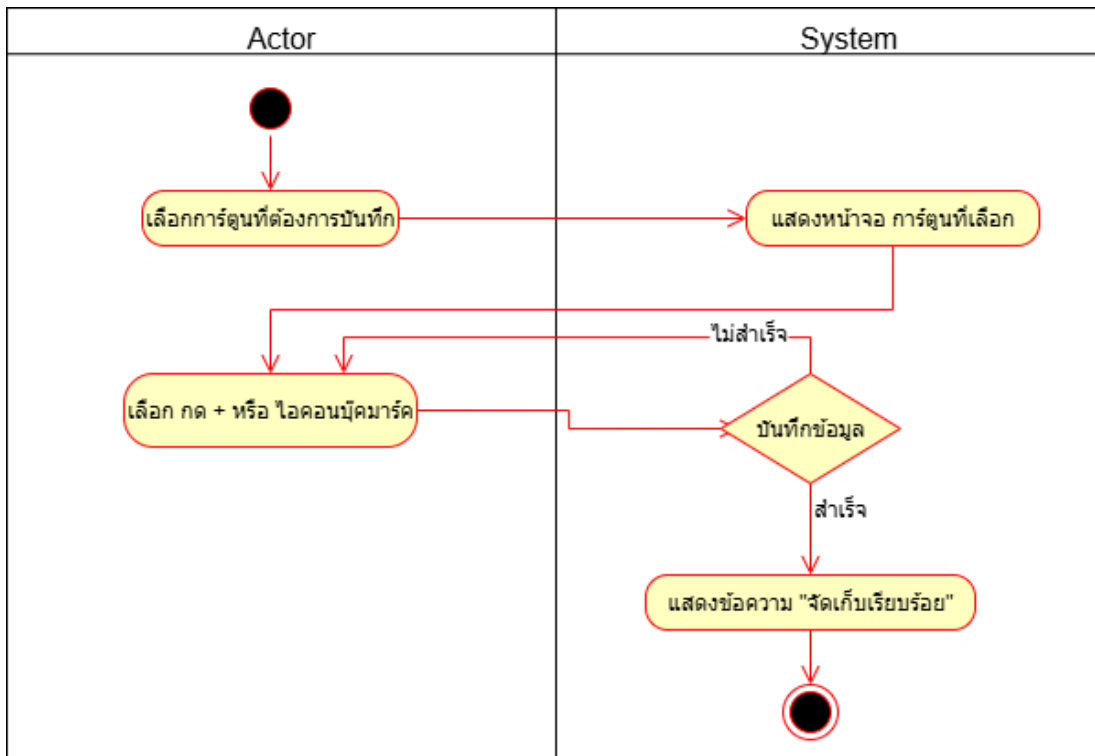 Actor
System
เลือกการ์ตูนที่ต้องการบันทึก
แสดงหน้าจอ การ์ตูนที่เลือก
ไม่สำเร็จ
เลือก กด + หรือ ไอคอนบุ๊คมาร์ค
บันทึกข้อมูล
สำเร็จ
แสดงข้อความ "จัดเก็บเรียบร้อย"